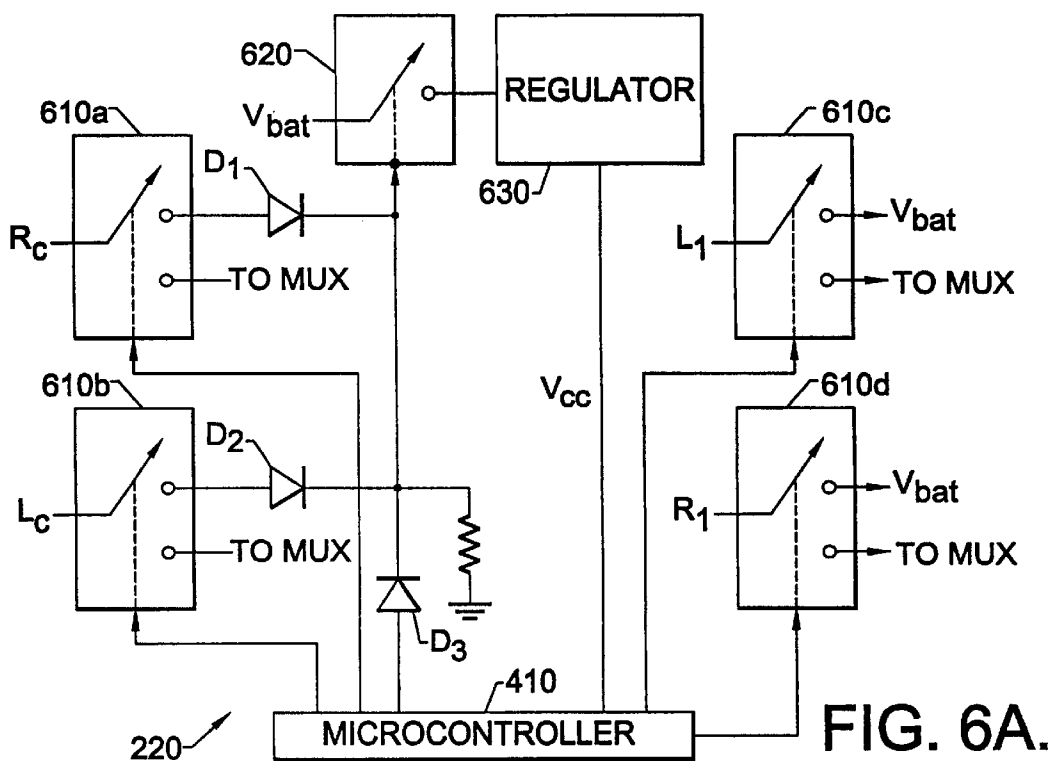 620
REGULATOR
V_bat
630
610a
D_1
R_c
TO MUX
610c
L_1
V_bat
TO MUX
610b
D_2
L_c
TO MUX
V_cc
610d
R_1
V_bat
TO MUX
D_3
410
MICROCONTROLLER
220
FIG. 6A.